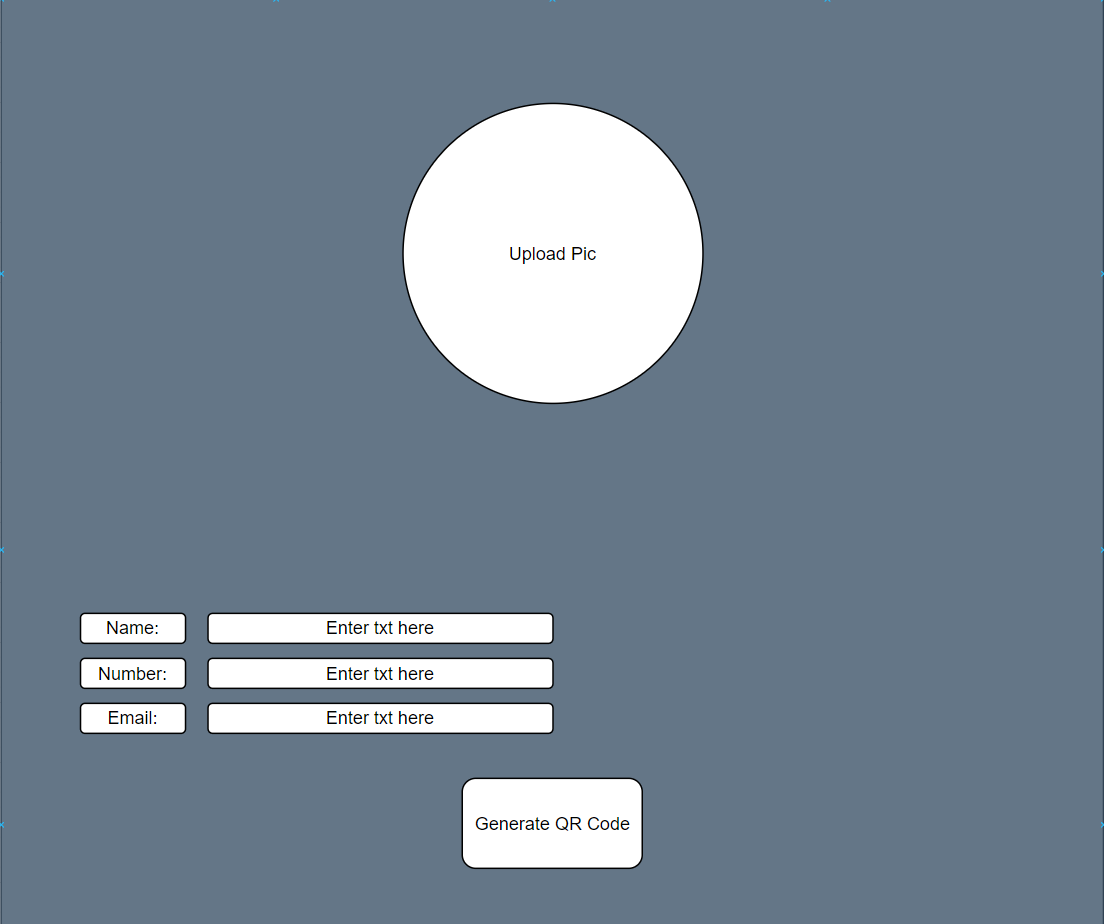 Upload Pic
Name:
Enter txt here
Number:
Enter txt here
Email:
Enter txt here
Generate QR Code